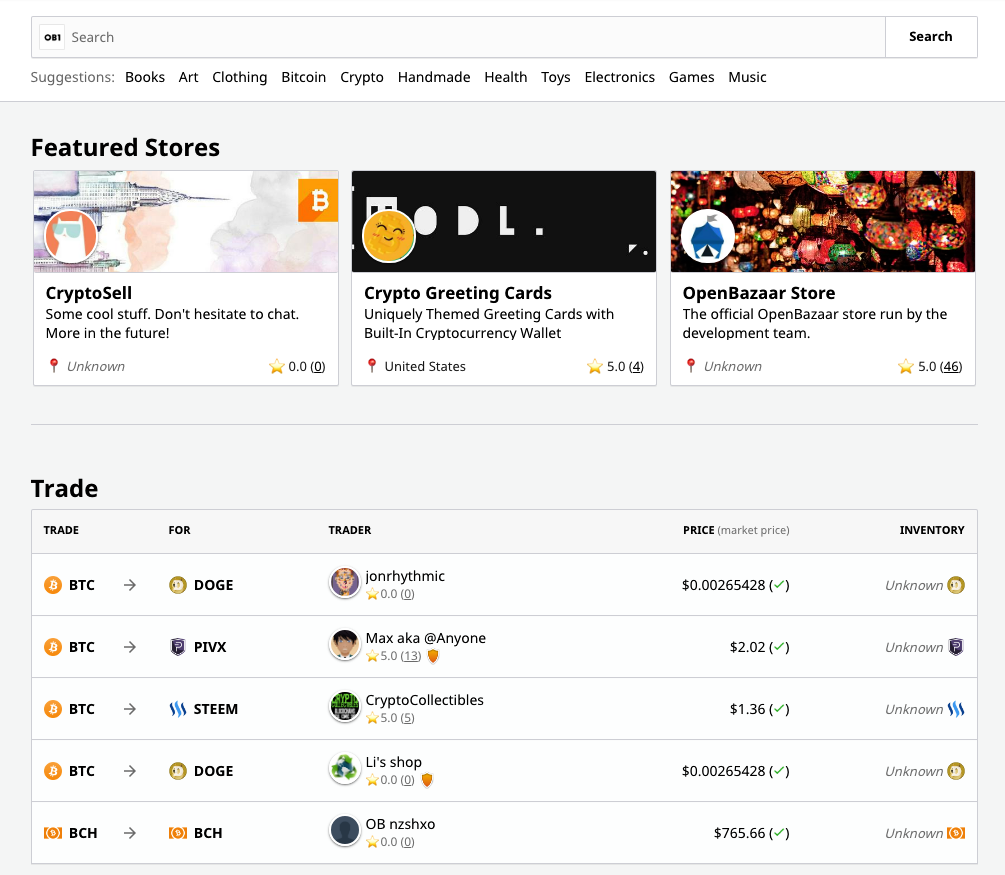 OB1 Search Search
Suggestions: Books Art Clothing Bitcoin Crypto Handmade Health Toys Electronics Games Music
Featured Stores
CryptoSell
Some cool stuff. Don't hesitate to chat.
More in the future!
Unknown 0.0 (0)
ODL.
Crypto Greeting Cards
Uniquely Themed Greeting Cards with
Built-In Cryptocurrency Wallet
United States 5.0 (4)
OpenBazaar Store
The official OpenBazaar store run by the
development team.
Unknown 5.0 (46)
Trade
TRADE FOR TRADER PRICE (market price) INVENTORY
BTC → DOGE jonrhythmic $0.00265428 (✓) Unknown
0.0 (0)
BTC → PIVX Max aka @Anyone $2.02 (✓) Unknown
5.0 (13)
BTC → STEEM CryptoCollectibles $1.36 (✓) Unknown
5.0 (5)
BTC → DOGE Li's shop $0.00265428 (✓) Unknown
0.0 (0)
BCH → BCH OB nzshxo $765.66 (✓) Unknown
0.0 (0)